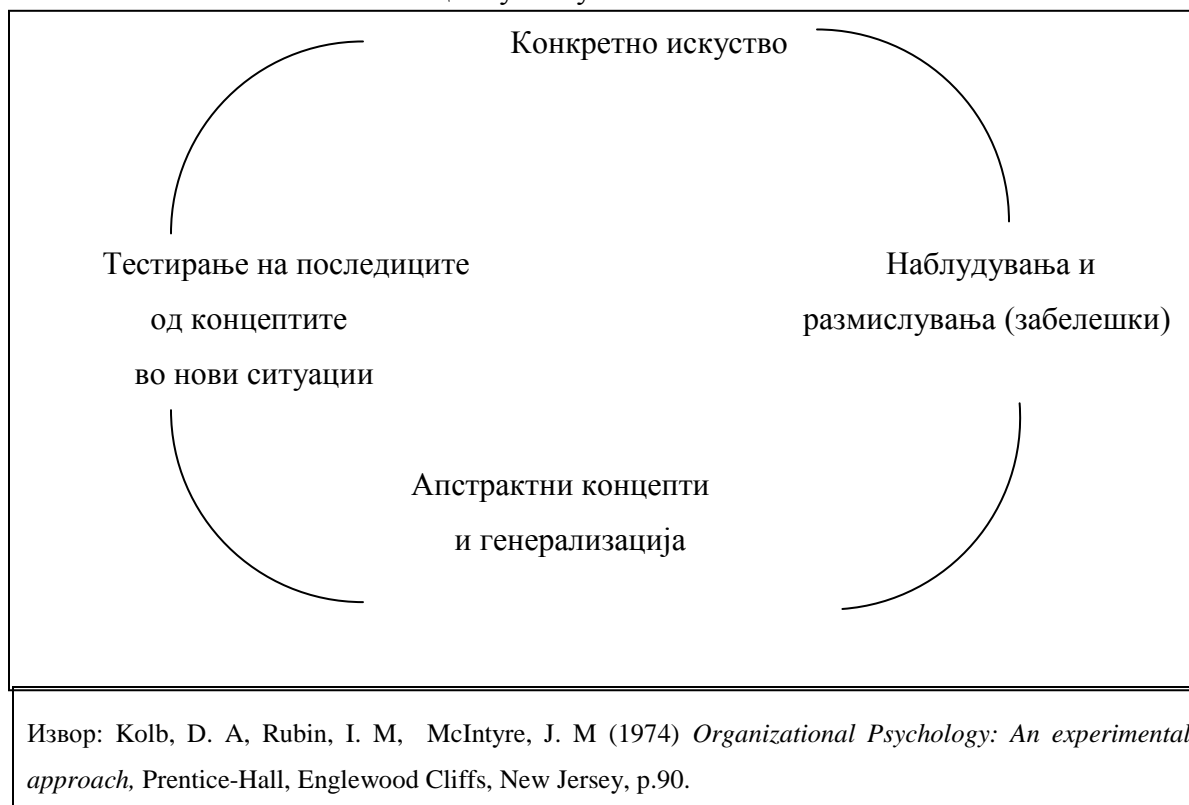 Конкретно искуство
Тестирање на последиците
од концептите
во нови ситуации
Наблудувања и
размислувања (забелешки)
Апстрактни концепти
и генерализација
Извор: Kolb, D. A, Rubin, I. M, McIntyre, J. M (1974) Organizational Psychology: An experimental
approach, Prentice-Hall, Englewood Cliffs, New Jersey, p.90.